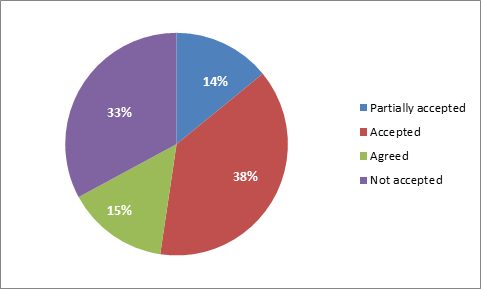 14%
38%
15%
33%
Partially accepted
Accepted
Agreed
Not accepted